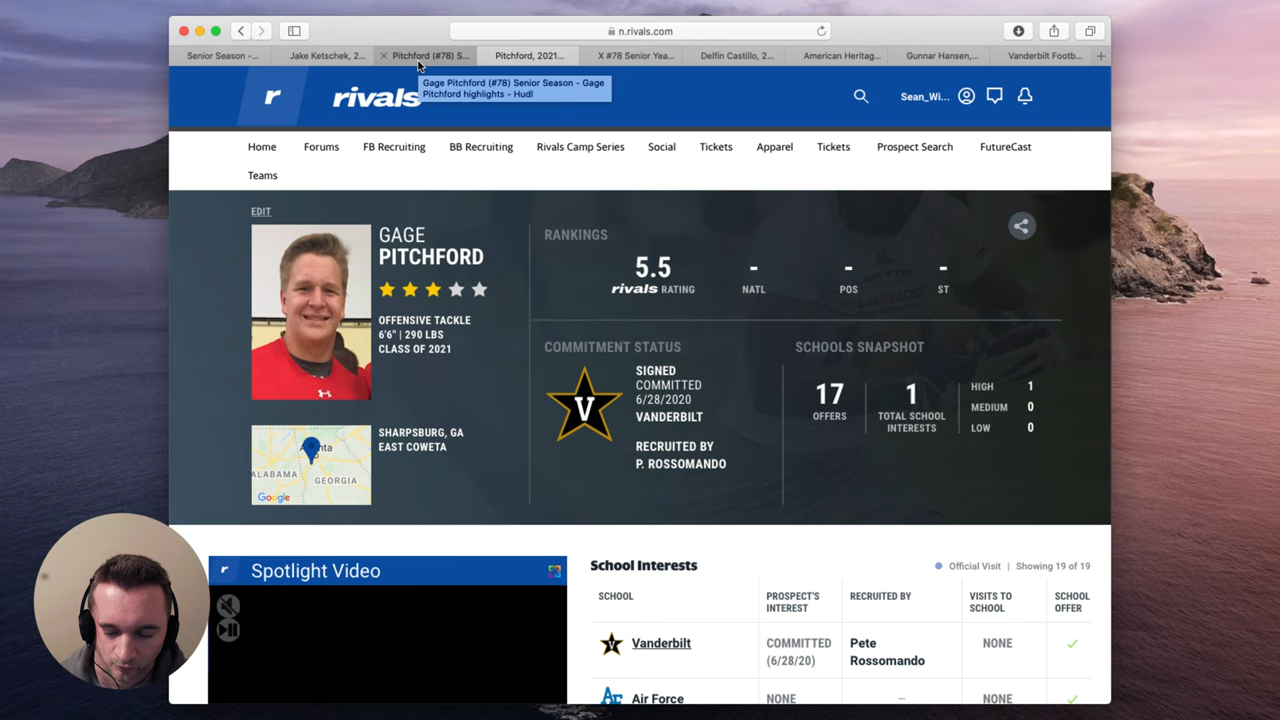 n.rivals.com
Senior Season -...
Jake Ketschek, 2...
Pitchford (#78) S...
Pitchford, 2021...
X #78 Senior Yea...
Delfin Castillo, 2...
American Heritag...
Gunnar Hansen,...
Vanderbilt Footb...
Gage Pitchford (#78) Senior Season - Gage
Pitchford highlights - Hudl
r
rivals
Sean_Wi...
Home
Forums
FB Recruiting
BB Recruiting
Rivals Camp Series
Social
Tickets
Apparel
Tickets
Prospect Search
FutureCast
Teams
EDIT
GAGE
PITCHFORD
OFFENSIVE TACKLE
6'6" | 290 LBS
CLASS OF 2021
SHARPSBURG, GA
EAST COWETA
Atlanta
ALABAMA
GEORGIA
Google
RANKINGS
5.5
rivals RATING
-
NATL
-
POS
-
ST
COMMITMENT STATUS
V
SIGNED
COMMITTED
6/28/2020
VANDERBILT
RECRUITED BY
P. ROSSOMANDO
SCHOOLS SNAPSHOT
17
OFFERS
1
TOTAL SCHOOL
INTERESTS
HIGH 1
MEDIUM 0
LOW 0
r
Spotlight Video
School Interests
Official Visit | Showing 19 of 19
SCHOOL
PROSPECT'S
INTEREST
RECRUITED BY
VISITS TO
SCHOOL
SCHOOL
OFFER
V
Vanderbilt
COMMITTED
(6/28/20)
Pete
Rossomando
NONE
AF
Air Force
NONE
–
NONE